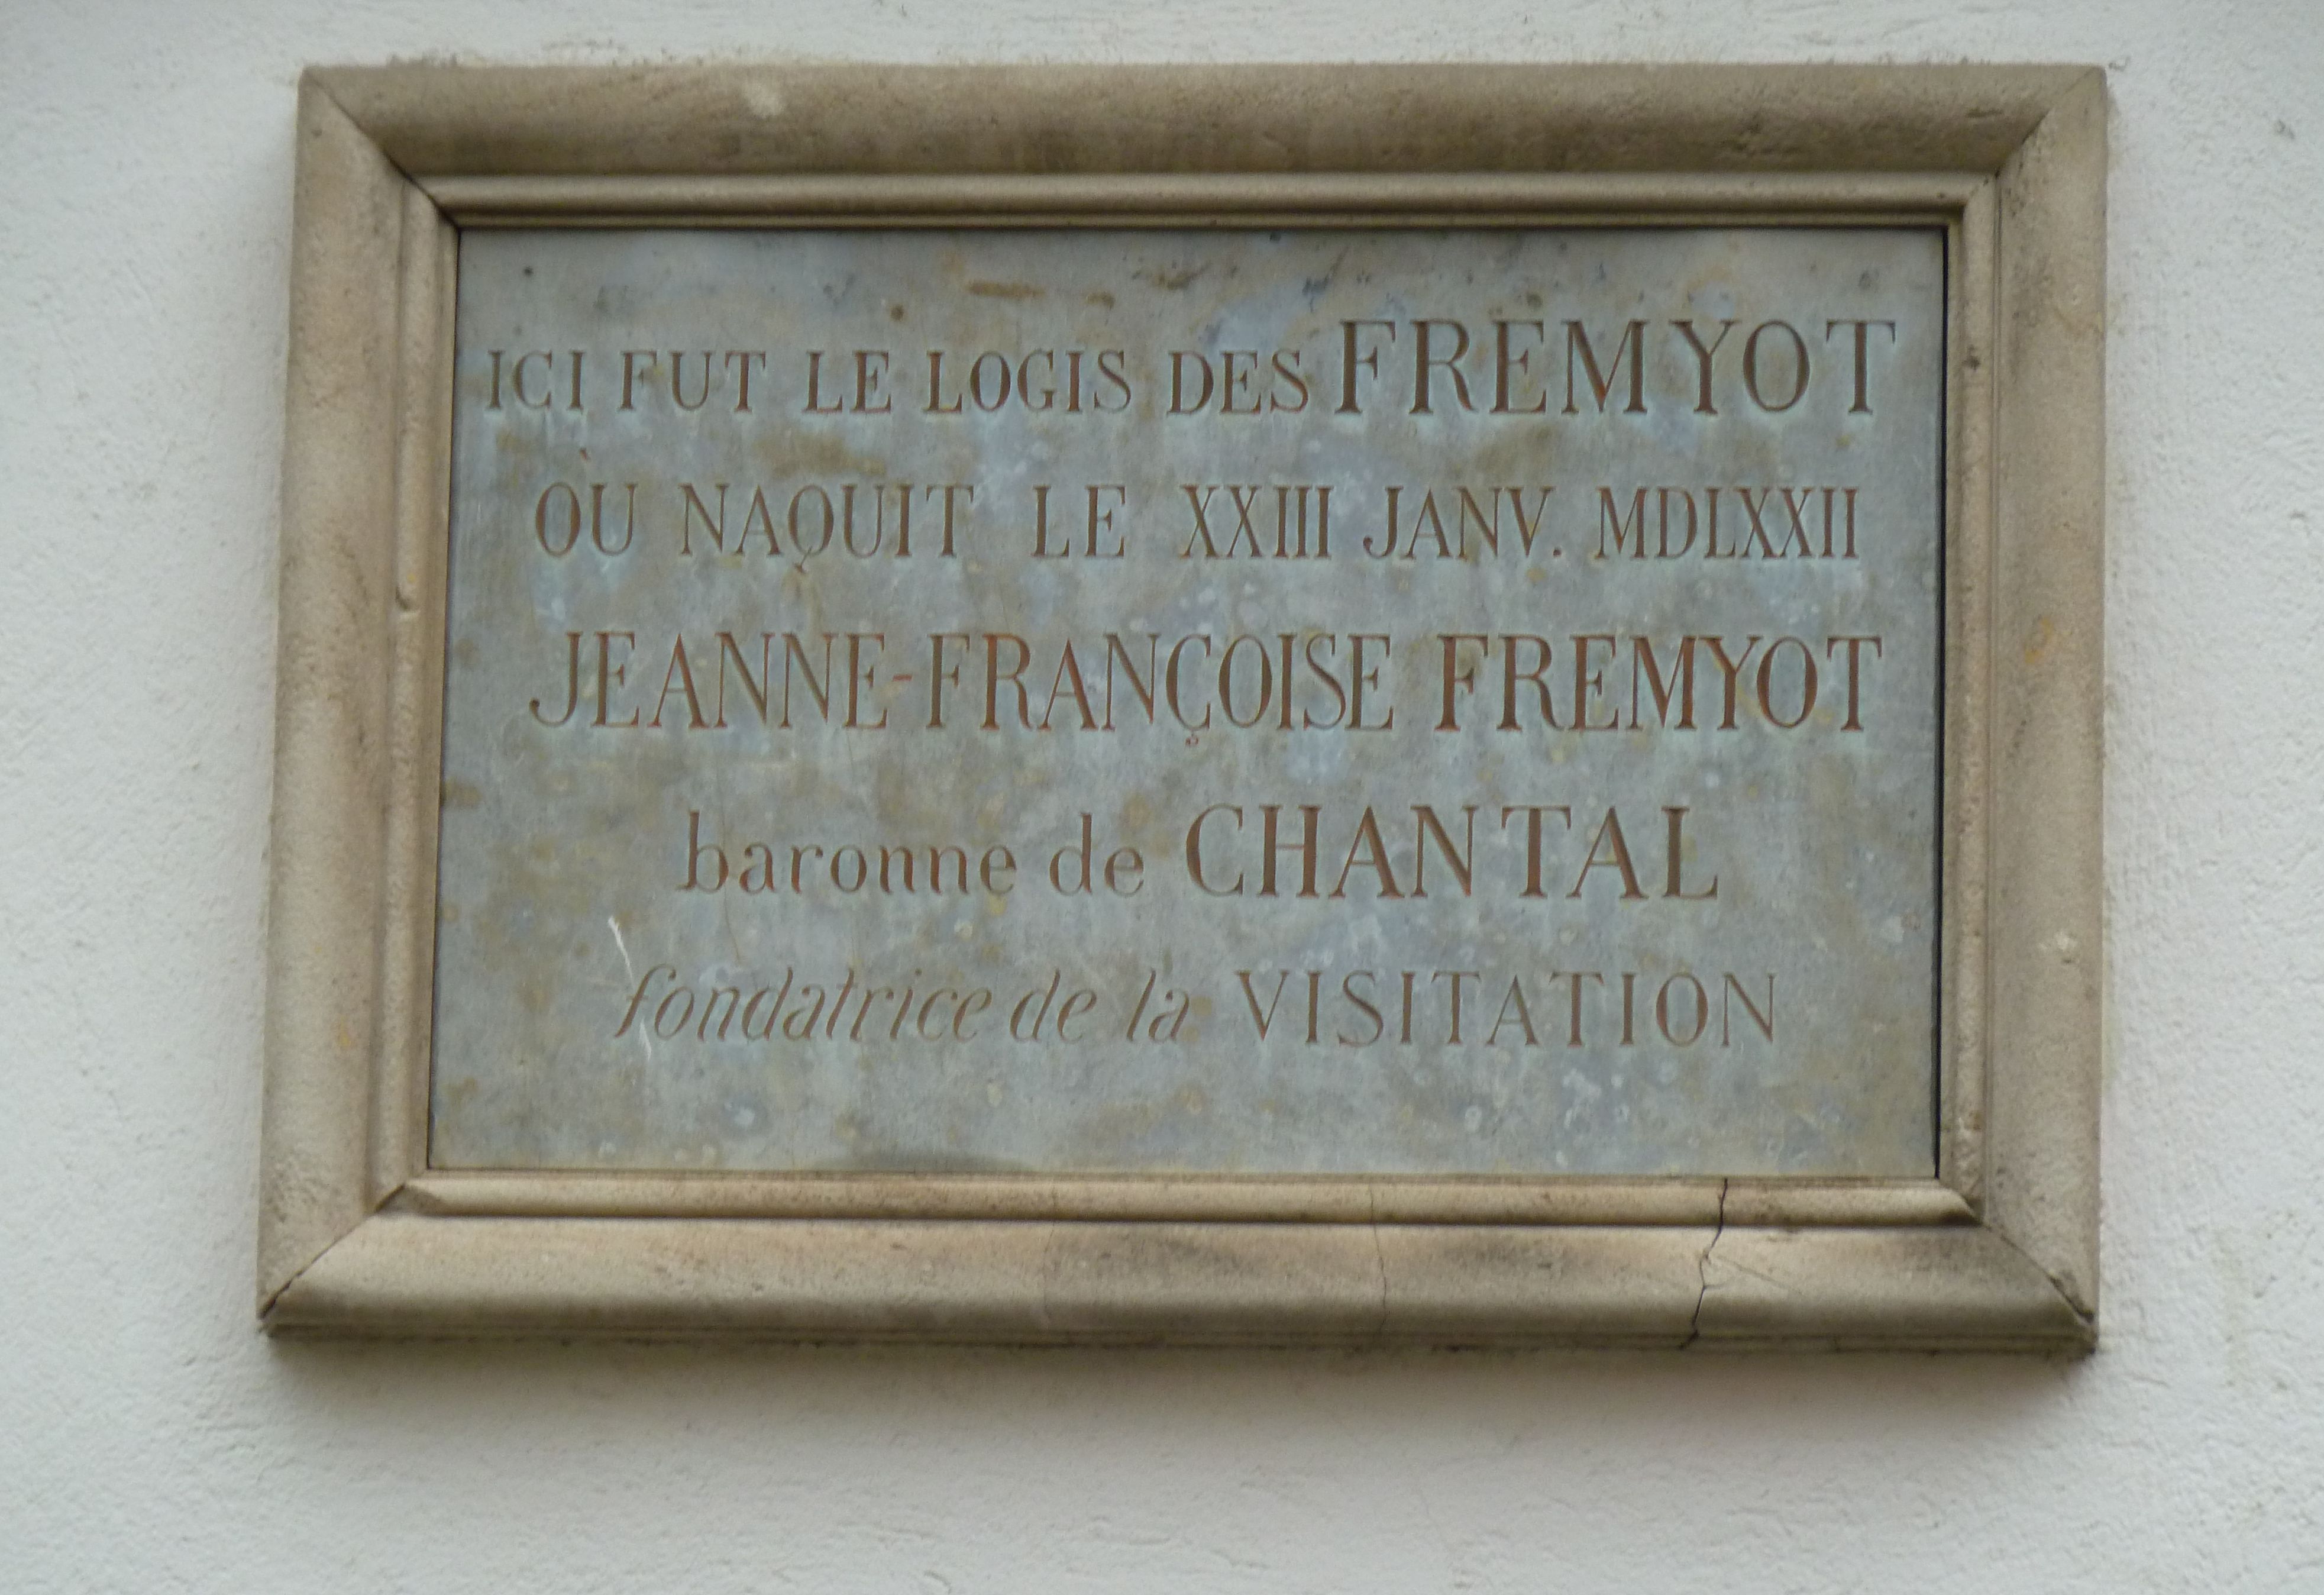 ICI FUT LE LOGIS DES FREMYOT
OU NAQUIT LE XXIII JANV. MDLXXII
JEANNE-FRANÇOISE FREMYOT
baronne de CHANTAL
fondatrice de la VISITATION